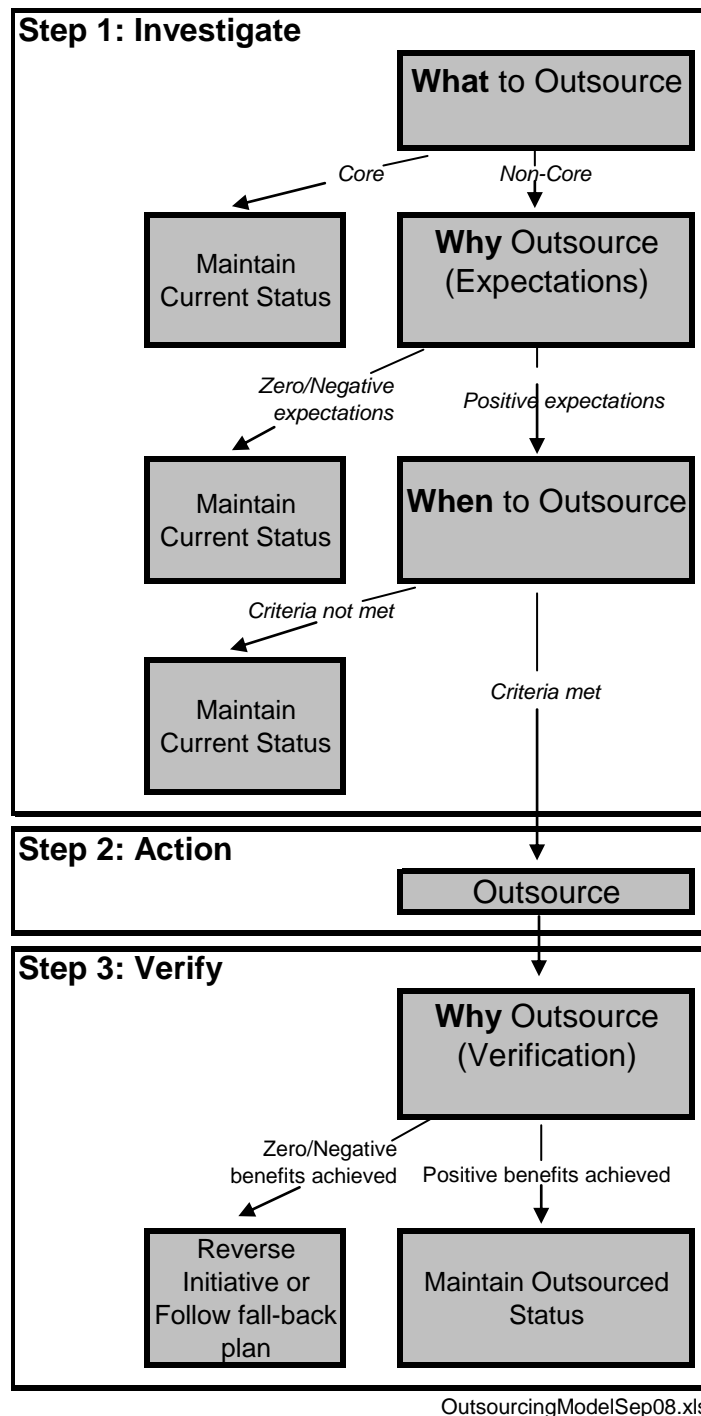 Step 1: Investigate
What to Outsource
Core
Non-Core
Maintain
Current Status
Why Outsource
(Expectations)
Zero/Negative
expectations
Positive expectations
Maintain
Current Status
When to Outsource
Criteria not met
Criteria met
Maintain
Current Status
Step 2: Action
Outsource
Step 3: Verify
Why Outsource
(Verification)
Zero/Negative
benefits achieved
Positive benefits achieved
Reverse
Initiative or
Follow fall-back
plan
Maintain Outsourced
Status
OutsourcingModelSep08.xls